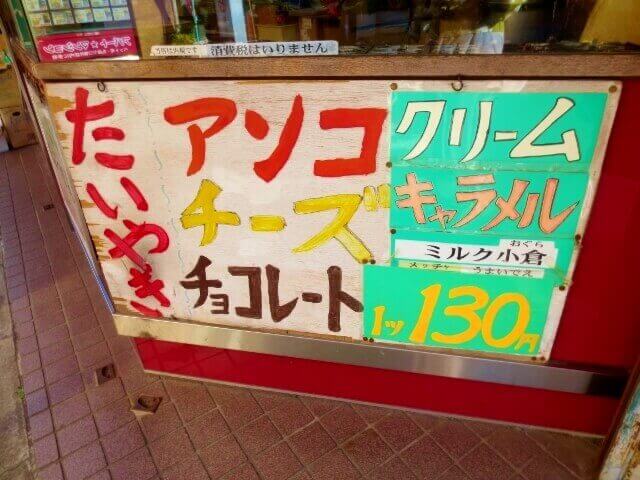 消費税はいりません
たいやき
アンコ
チーズ
チョコレート
クリーム
キャラメル
おぐら
ミルク小倉
メッチャ うまいでえ
1ツ 130円